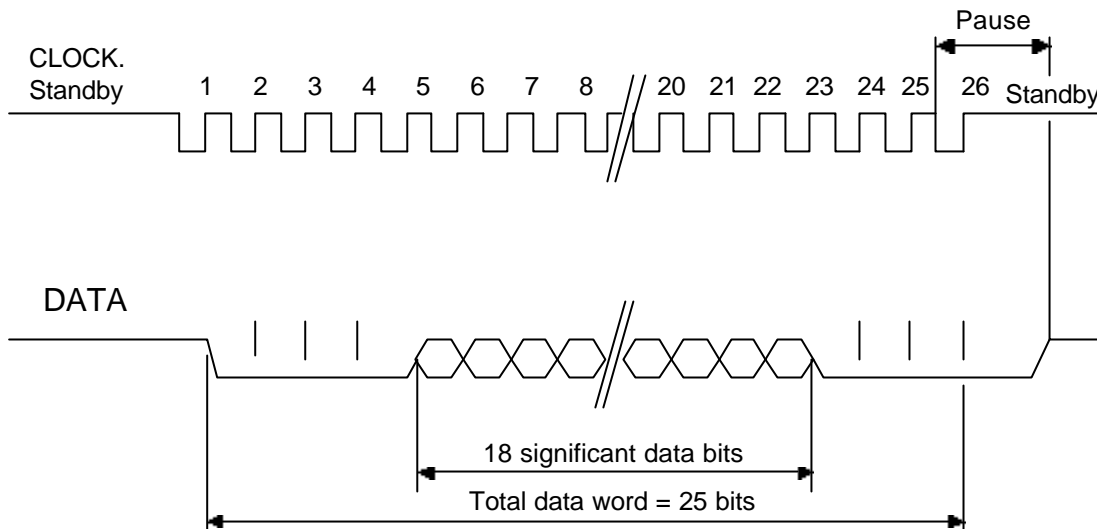 Pause
CLOCK.
Standby
1 2 3 4 5 6 7 8 20 21 22 23 24 25 26 Standby
DATA
18 significant data bits
Total data word = 25 bits